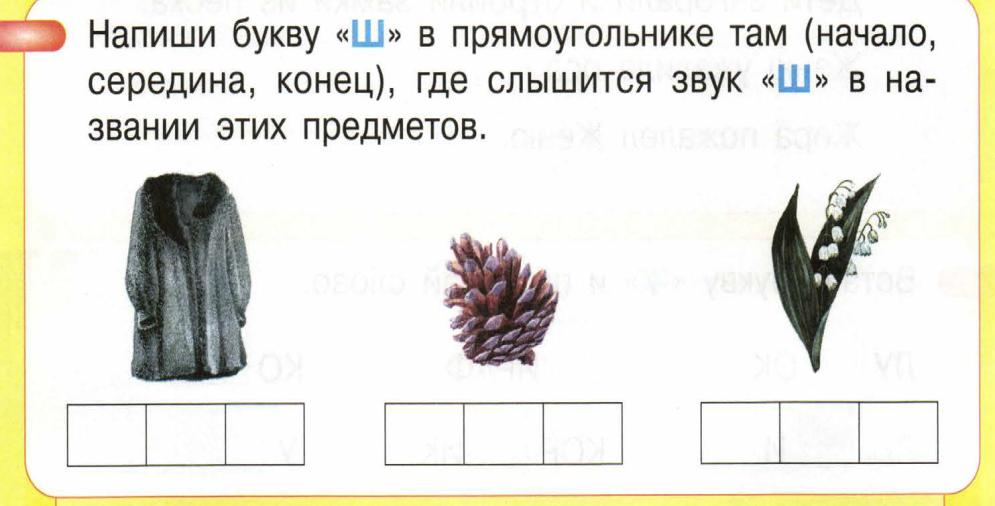 Напиши букву «Ш» в прямоугольнике там (начало,
середина, конец), где слышится звук «Ш» в на-
звании этих предметов.